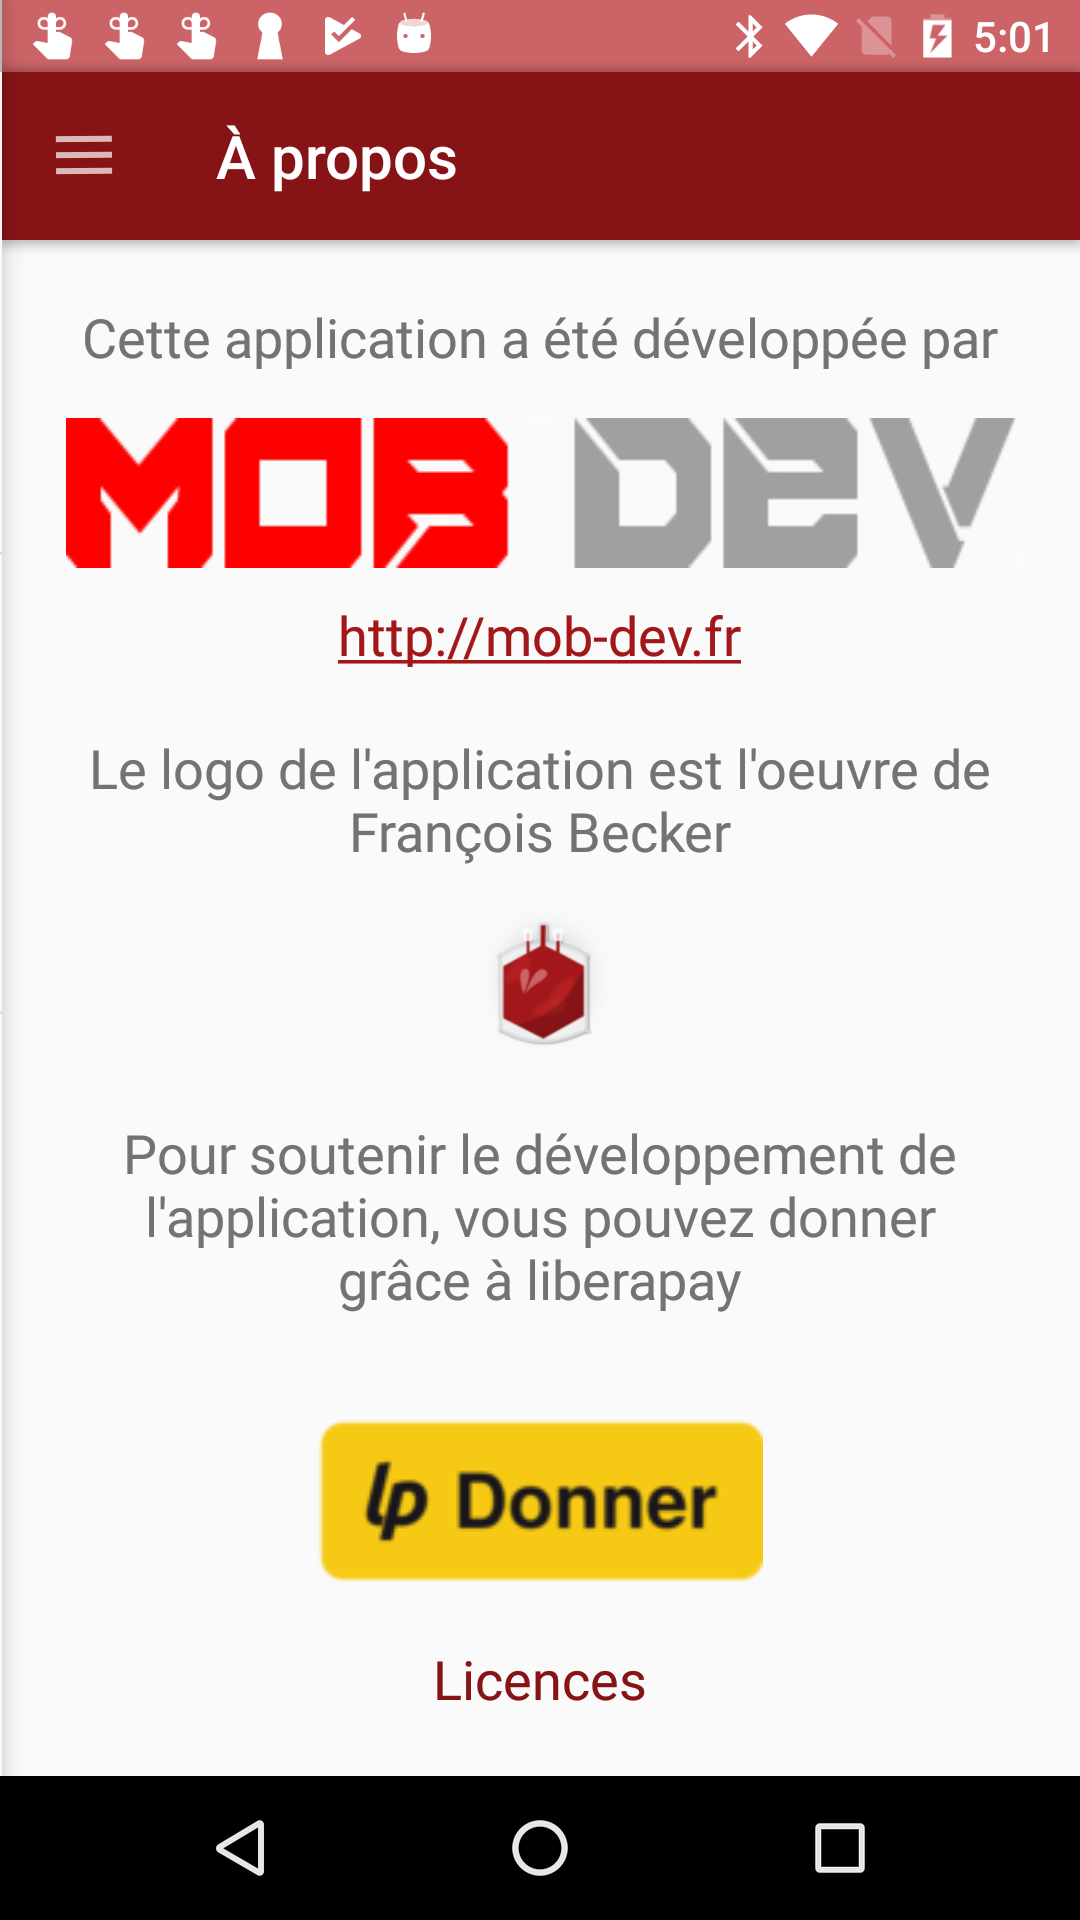 5:01
À propos
Cette application a été développée par
MOB DEV
http://mob-dev.fr
Le logo de l'application est l'oeuvre de
François Becker
Pour soutenir le développement de
l'application, vous pouvez donner
grâce à liberapay
lp Donner
Licences